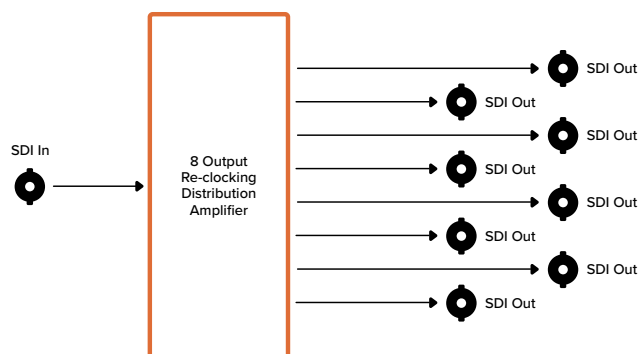 SDI In
8 Output
Re-clocking
Distribution
Amplifier
SDI Out
SDI Out
SDI Out
SDI Out
SDI Out
SDI Out
SDI Out
SDI Out